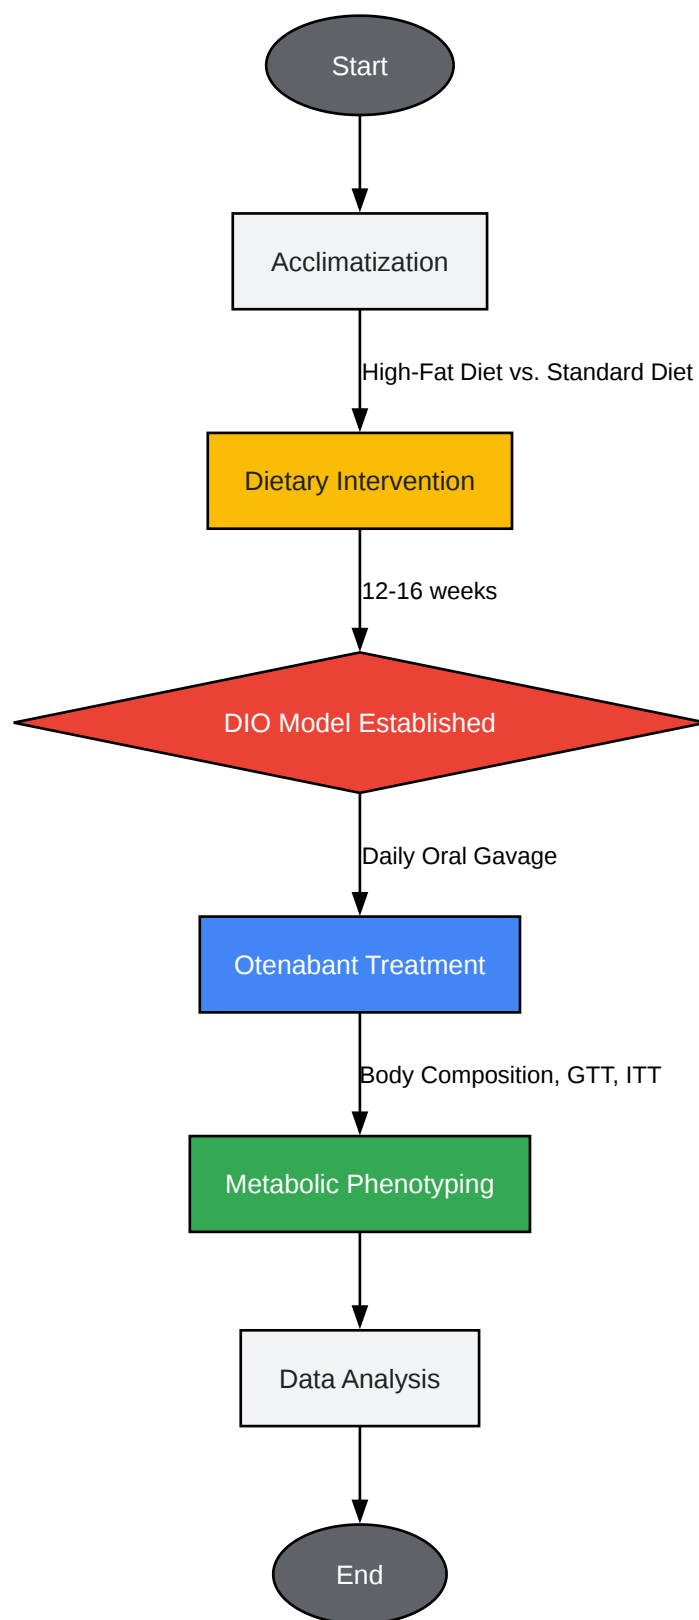 Start
Acclimatization
High-Fat Diet vs. Standard Diet
Dietary Intervention
12-16 weeks
DIO Model Established
Daily Oral Gavage
Otenabant Treatment
Body Composition, GTT, ITT
Metabolic Phenotyping
Data Analysis
End